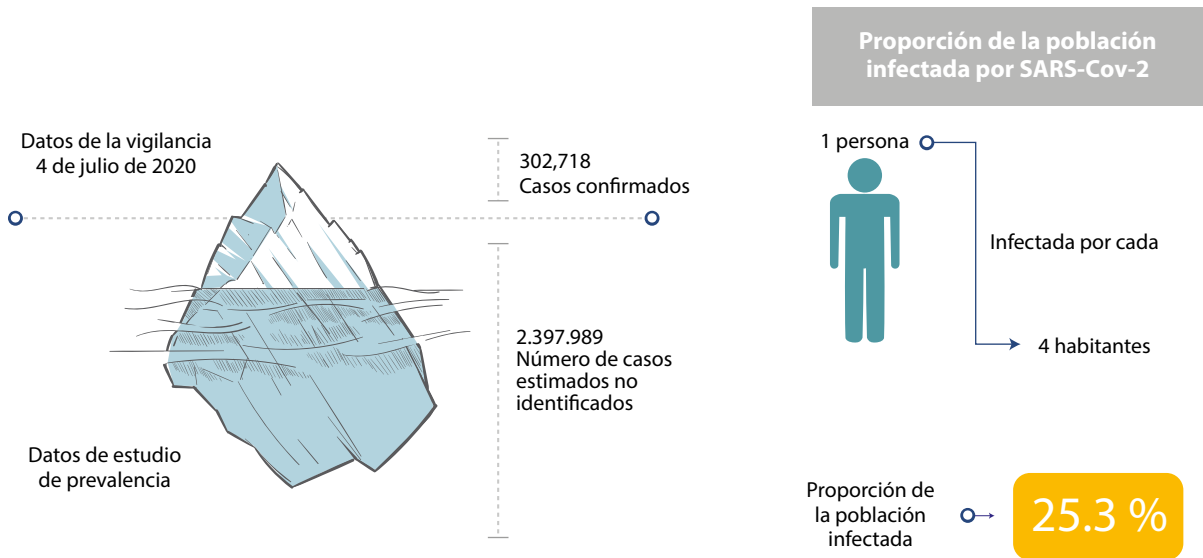 Proporción de la población
infectada por SARS-Cov-2
Datos de la vigilancia
4 de julio de 2020
302,718
Casos confirmados
2.397.989
Número de casos
estimados no
identificados
Datos de estudio
de prevalencia
1 persona
Infectada por cada
4 habitantes
Proporción de
la población
infectada
25.3 %